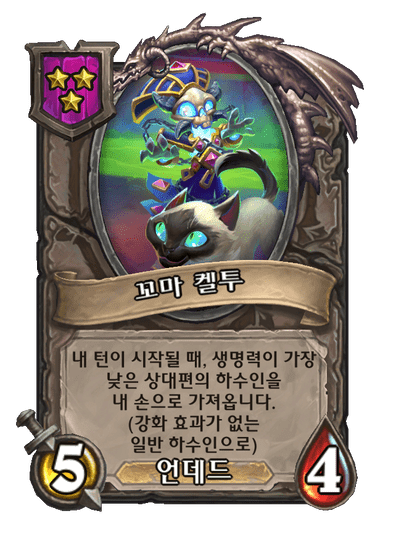 꼬마 켈투
내 턴이 시작될 때, 생명력이 가장
낮은 상대편의 하수인을
내 손으로 가져옵니다.
(강화 효과가 없는
일반 하수인으로)
5
언데드
4